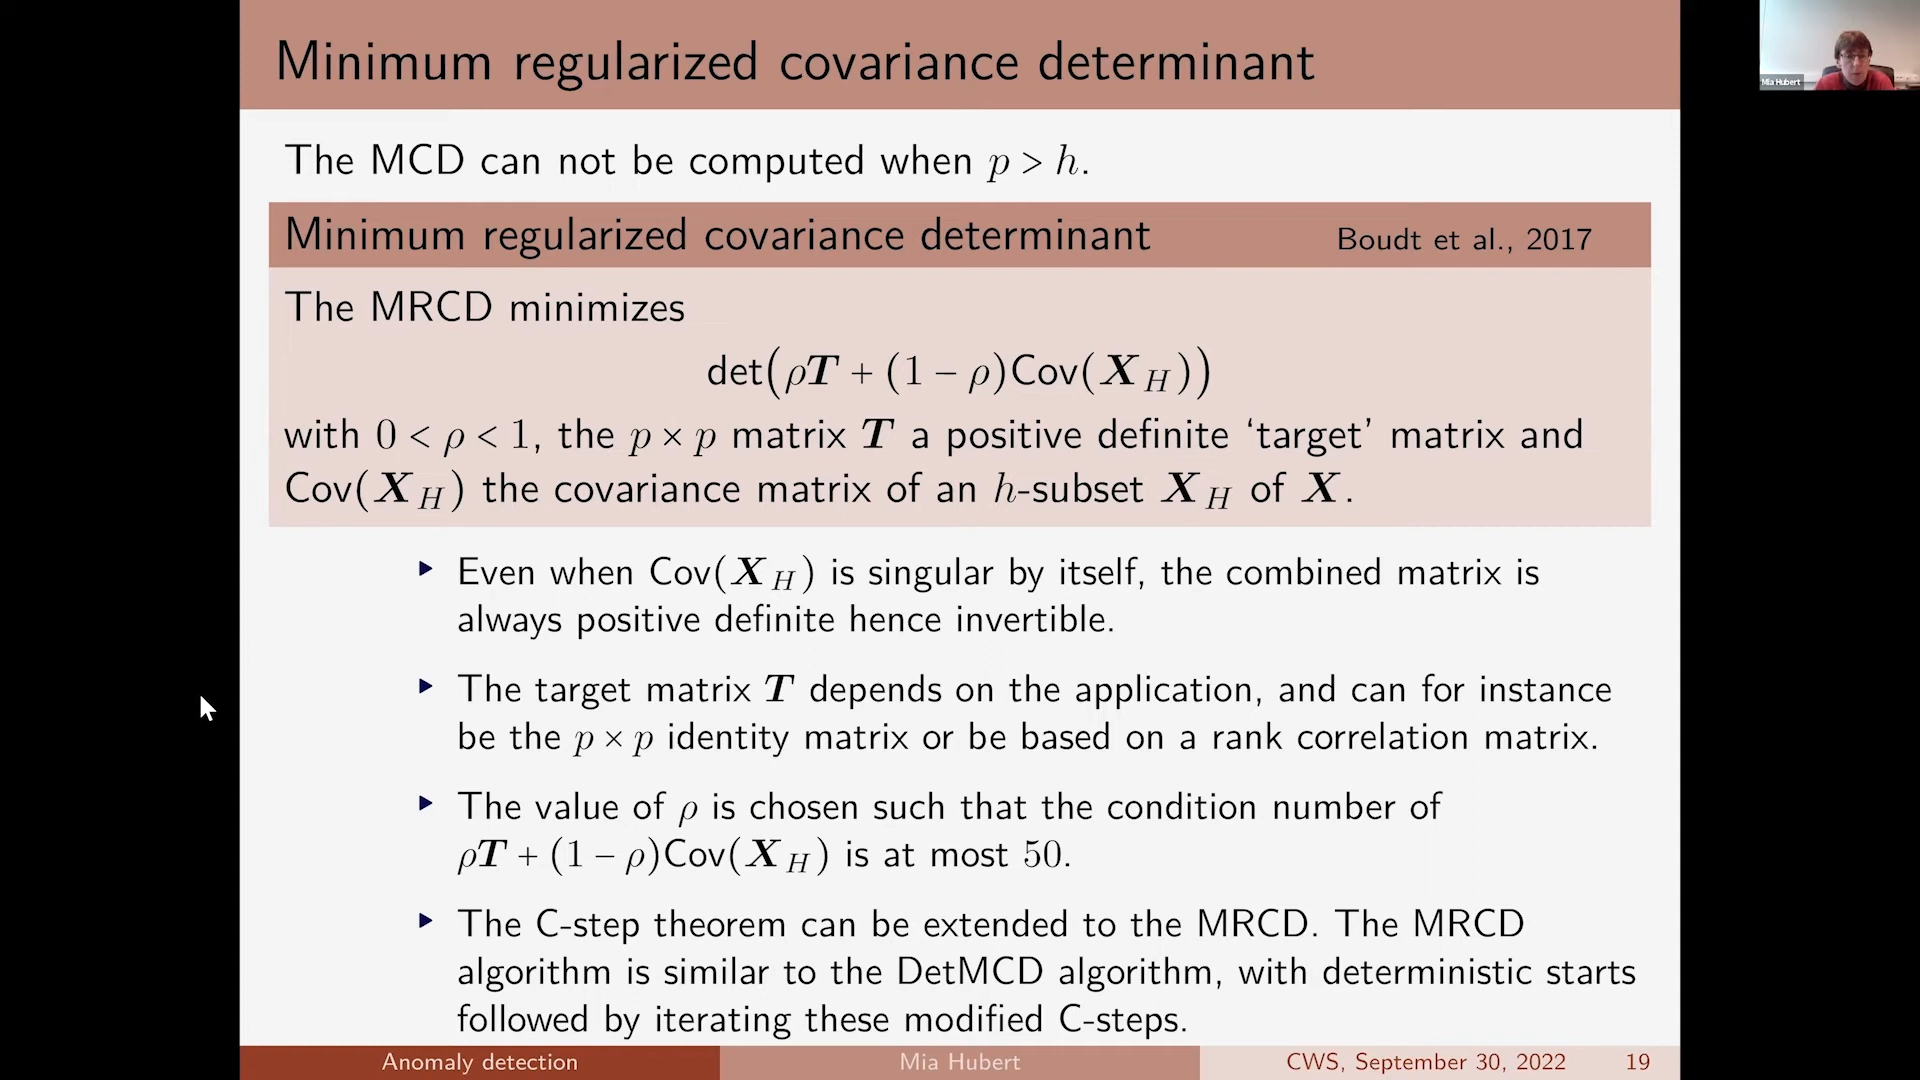 Minimum regularized covariance determinant
Mia Hubert
The MCD can not be computed when p > h.
Minimum regularized covariance determinant Boudt et al., 2017
The MRCD minimizes
det(ρT + (1 − ρ)Cov(X_H))
with 0 < ρ < 1, the p × p matrix T a positive definite ‘target’ matrix and
Cov(X_H) the covariance matrix of an h-subset X_H of X.
▸ Even when Cov(X_H) is singular by itself, the combined matrix is
always positive definite hence invertible.
▸ The target matrix T depends on the application, and can for instance
be the p × p identity matrix or be based on a rank correlation matrix.
▸ The value of ρ is chosen such that the condition number of
ρT + (1 − ρ)Cov(X_H) is at most 50.
▸ The C-step theorem can be extended to the MRCD. The MRCD
algorithm is similar to the DetMCD algorithm, with deterministic starts
followed by iterating these modified C-steps.
Anomaly detection Mia Hubert CWS, September 30, 2022 19